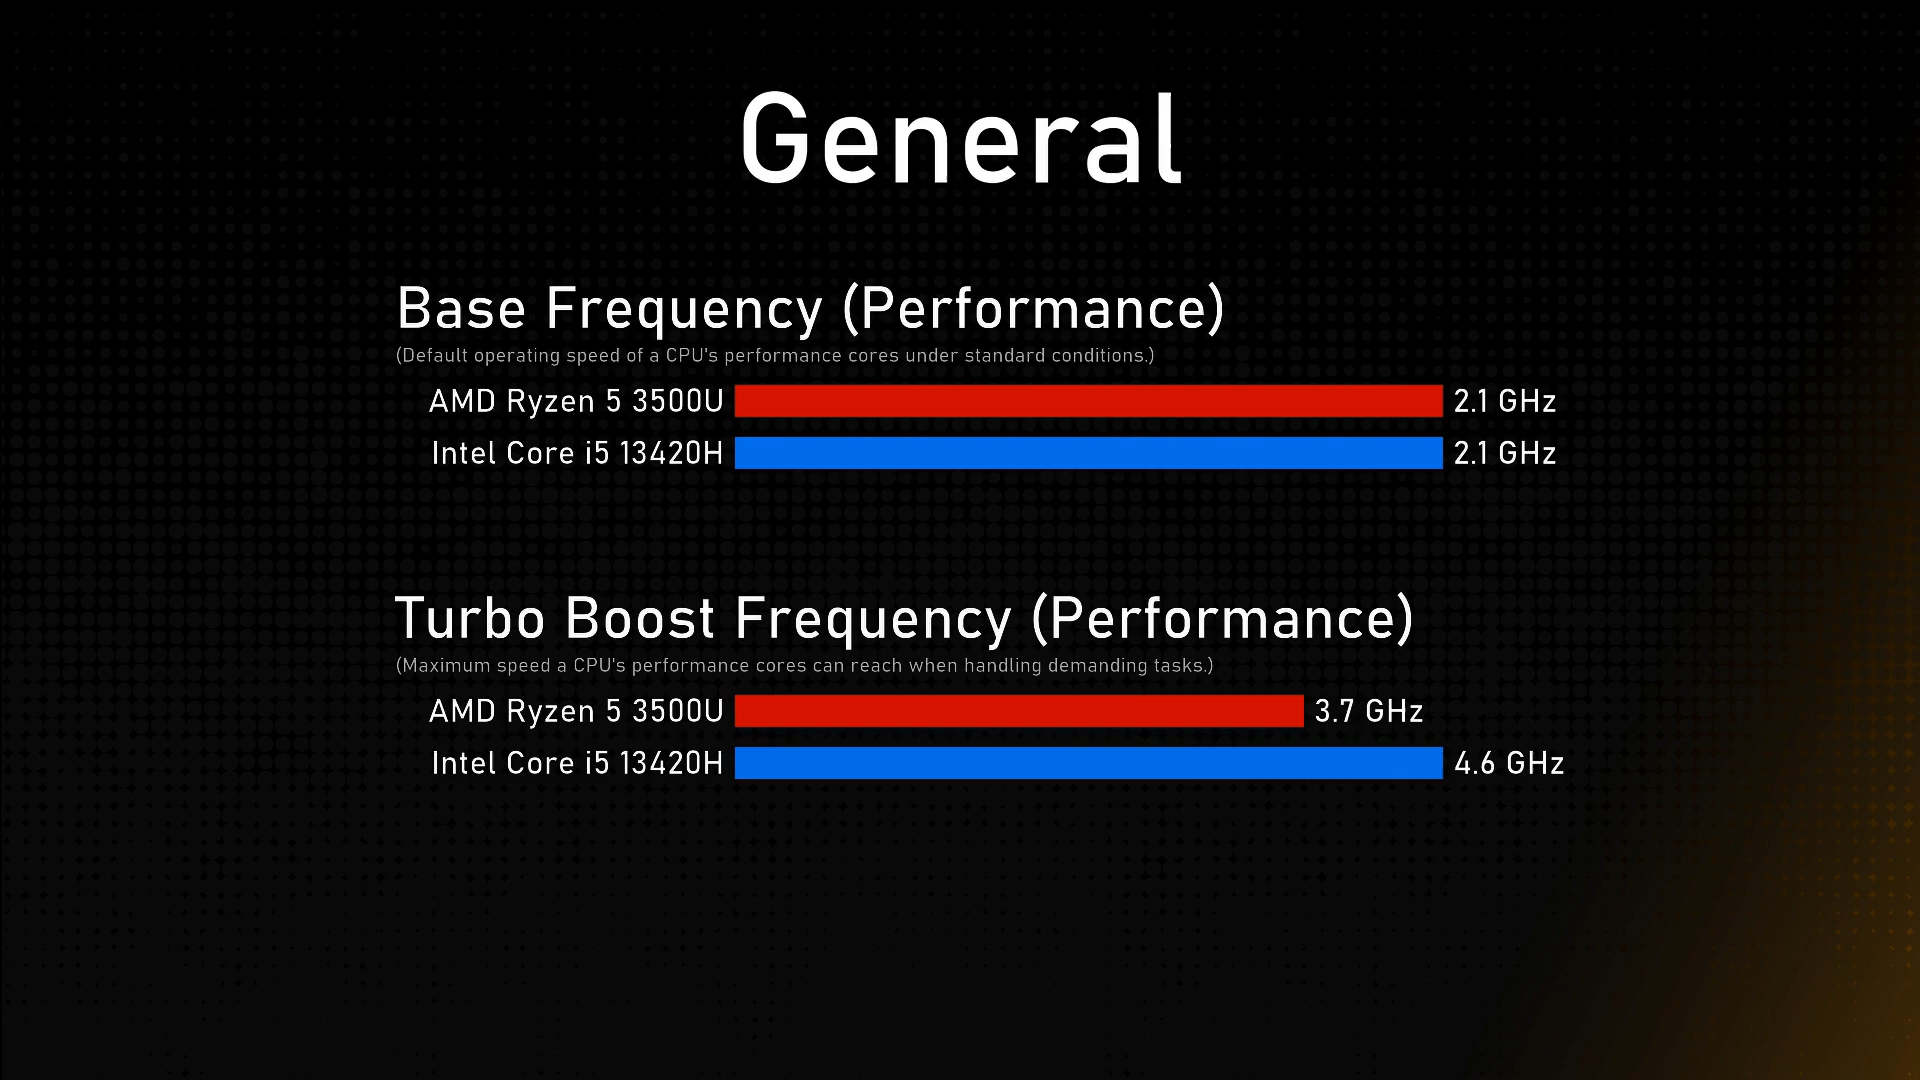 General
Base Frequency (Performance)
(Default operating speed of a CPU's performance cores under standard conditions.)
AMD Ryzen 5 3500U 2.1 GHz
Intel Core i5 13420H 2.1 GHz
Turbo Boost Frequency (Performance)
(Maximum speed a CPU's performance cores can reach when handling demanding tasks.)
AMD Ryzen 5 3500U 3.7 GHz
Intel Core i5 13420H 4.6 GHz